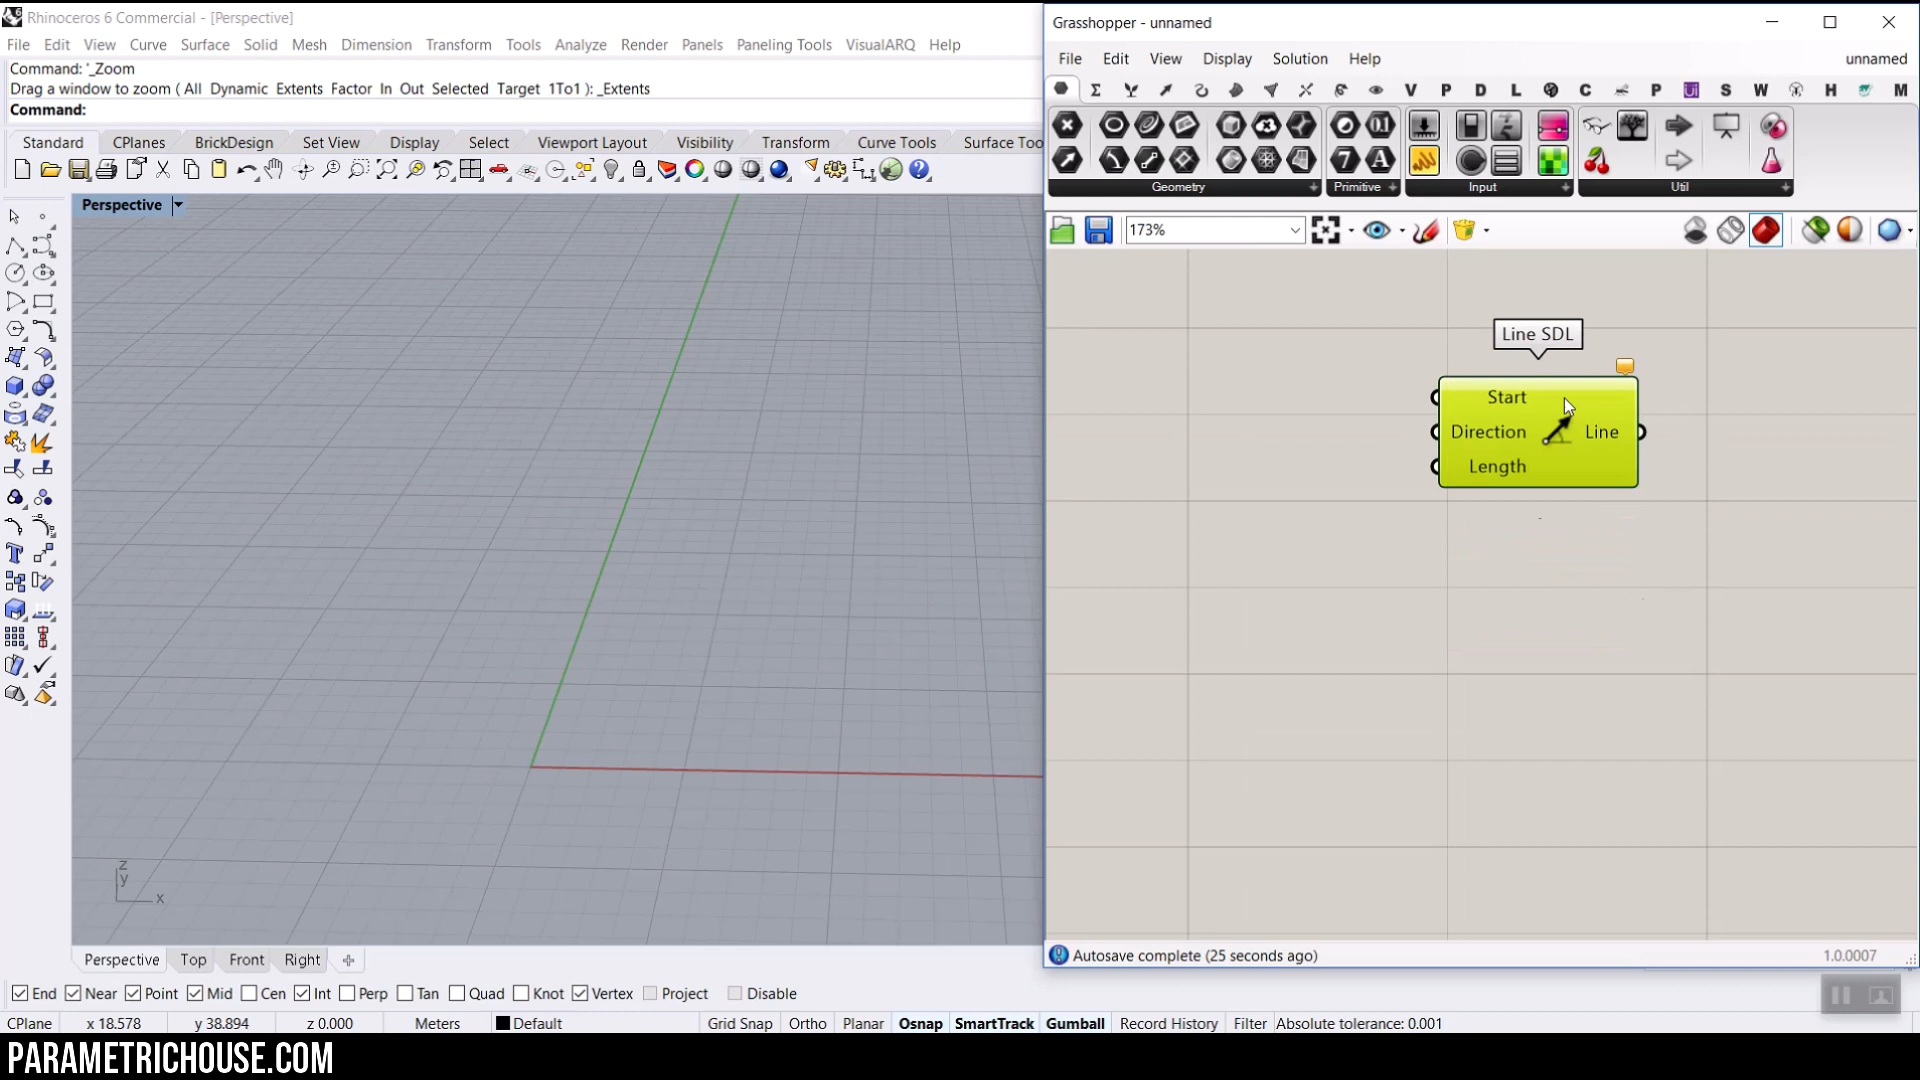 Rhinoceros 6 Commercial - [Perspective]
File Edit View Curve Surface Solid Mesh Dimension Transform Tools Analyze Render Panels Paneling Tools VisualARQ Help
Command: '_Zoom
Drag a window to zoom ( All Dynamic Extents Factor In Out Selected Target 1To1 ): _Extents
Command:
Standard CPlanes BrickDesign Set View Display Select Viewport Layout Visibility Transform Curve Tools Surface Too
Perspective
z
y
x
Perspective Top Front Right
End Near Point Mid Cen Int Perp Tan Quad Knot Vertex Project Disable
CPlane x 18.578 y 38.894 z 0.000 Meters Default Grid Snap Ortho Planar Osnap SmartTrack Gumball Record History Filter Absolute tolerance: 0.001
PARAMETRICHOUSE.COM
Grasshopper - unnamed
File Edit View Display Solution Help unnamed
V P D L C P Ui S W H M
Geometry Primitive Input Util
173%
Line SDL
Start
Direction Line
Length
Autosave complete (25 seconds ago) 1.0.0007